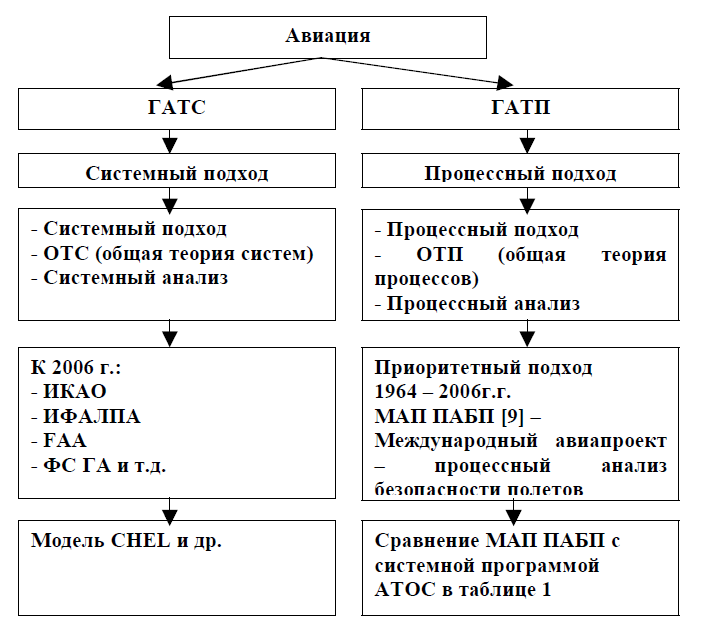 Авиация
ГАТС
ГАТП
Системный подход
Процессный подход
- Системный подход
- ОТС (общая теория систем)
- Системный анализ
- Процессный подход
- ОТП (общая теория
процессов)
- Процессный анализ
К 2006 г.:
- ИКАО
- ИФАЛПА
- FAA
- ФС ГА и т.д.
Приоритетный подход
1964 – 2006г.г.
МАП ПАБП [9] –
Международный авиапроект
– процессный анализ
безопасности полетов
Модель CHEL и др.
Сравнение МАП ПАБП с
системной программой
АТОС в таблице 1